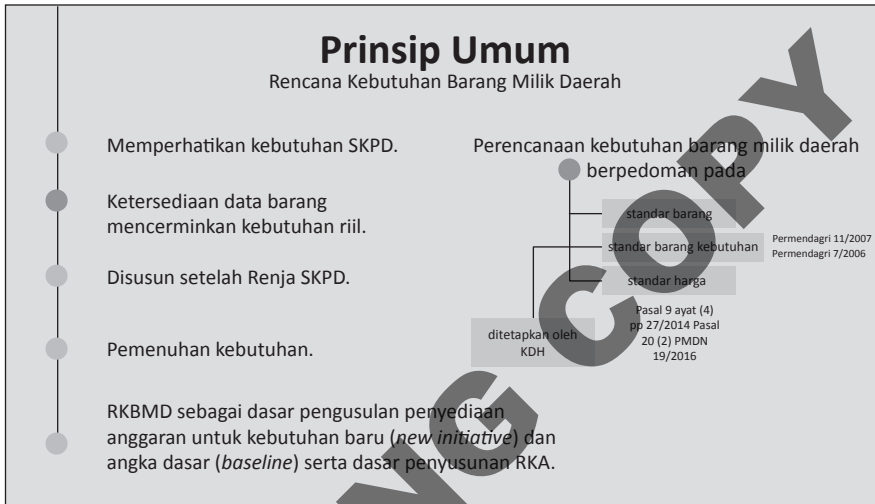 Prinsip Umum
Rencana Kebutuhan Barang Milik Daerah
Memperhatikan kebutuhan SKPD.
Ketersediaan data barang
mencerminkan kebutuhan riil.
Disusun setelah Renja SKPD.
Pemenuhan kebutuhan.
RKBMD sebagai dasar pengusulan penyediaan
anggaran untuk kebutuhan baru (new initiative) dan
angka dasar (baseline) serta dasar penyusunan RKA.
Perencanaan kebutuhan barang milik daerah
berpedoman pada
standar barang
standar barang kebutuhan
Permendagri 11/2007
Permendagri 7/2006
standar harga
Pasal 9 ayat (4)
pp 27/2014 Pasal
20 (2) PMDN
19/2016
ditetapkan oleh
KDH
NG COPY